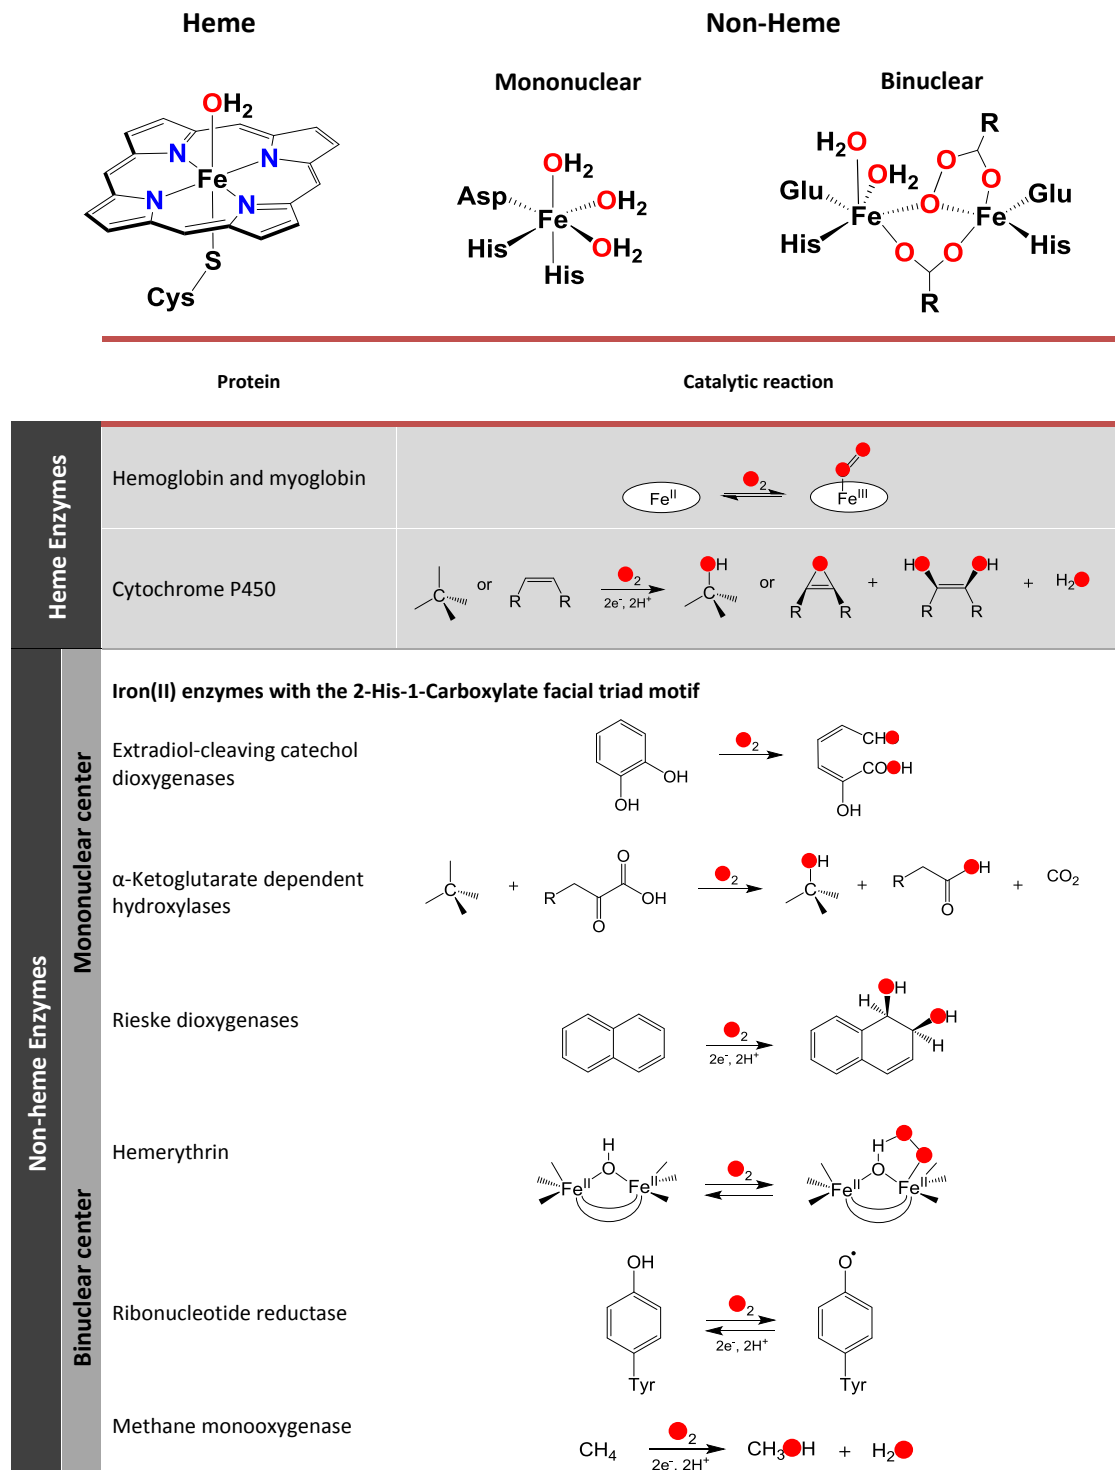 Heme
Non-Heme
Mononuclear
Binuclear
OH2
N
N
Fe
N
N
S
Cys
OH2
Asp
OH2
Fe
His
OH2
His
R
H2O
O
OH2
O
Glu
Glu
Fe
O
Fe
His
His
O
O
R
Protein
Catalytic reaction
Heme Enzymes
Hemoglobin and myoglobin
FeII
2
FeIII
Cytochrome P450
C
or
R
R
2
2e-, 2H+
H
C
or
R
R
+
H
H
R
R
+
H2
Non-heme Enzymes
Mononuclear center
Iron(II) enzymes with the 2-His-1-Carboxylate facial triad motif
Extradiol-cleaving catechol
dioxygenases
OH
OH
2
CH
CO H
OH
α-Ketoglutarate dependent
hydroxylases
C
+
R
O
OH
O
2
H
C
+
R
H
O
+
CO2
Rieske dioxygenases
2
2e-, 2H+
H
H
H
H
Binuclear center
Hemerythrin
H
O
FeII
FeII
2
H
O
FeII
FeII
Ribonucleotide reductase
OH
Tyr
2
2e-, 2H+
O•
Tyr
Methane monooxygenase
CH4
2
2e-, 2H+
CH3 H
+
H2